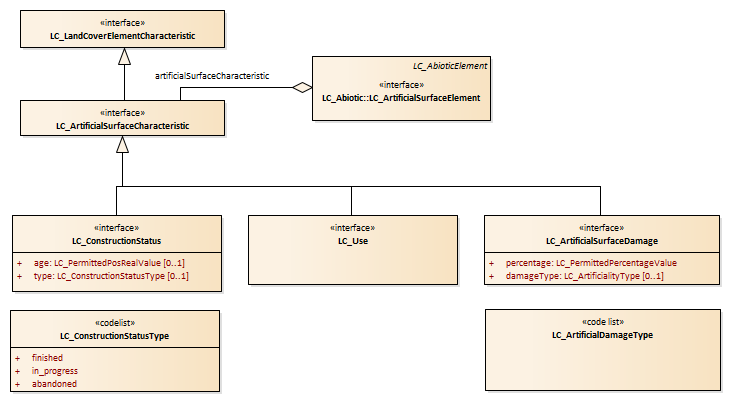 «interface»
LC_LandCoverElementCharacteristic
artificialSurfaceCharacteristic
LC_AbioticElement
«interface»
LC_Abiotic::LC_ArtificialSurfaceElement
«interface»
LC_ArtificialSurfaceCharacteristic
«interface»
LC_ConstructionStatus
+ age: LC_PermittedPosRealValue [0..1]
+ type: LC_ConstructionStatusType [0..1]
«interface»
LC_Use
«interface»
LC_ArtificialSurfaceDamage
+ percentage: LC_PermittedPercentageValue
+ damageType: LC_ArtificialityType [0..1]
«codelist»
LC_ConstructionStatusType
+ finished
+ in_progress
+ abandoned
«code list»
LC_ArtificialDamageType